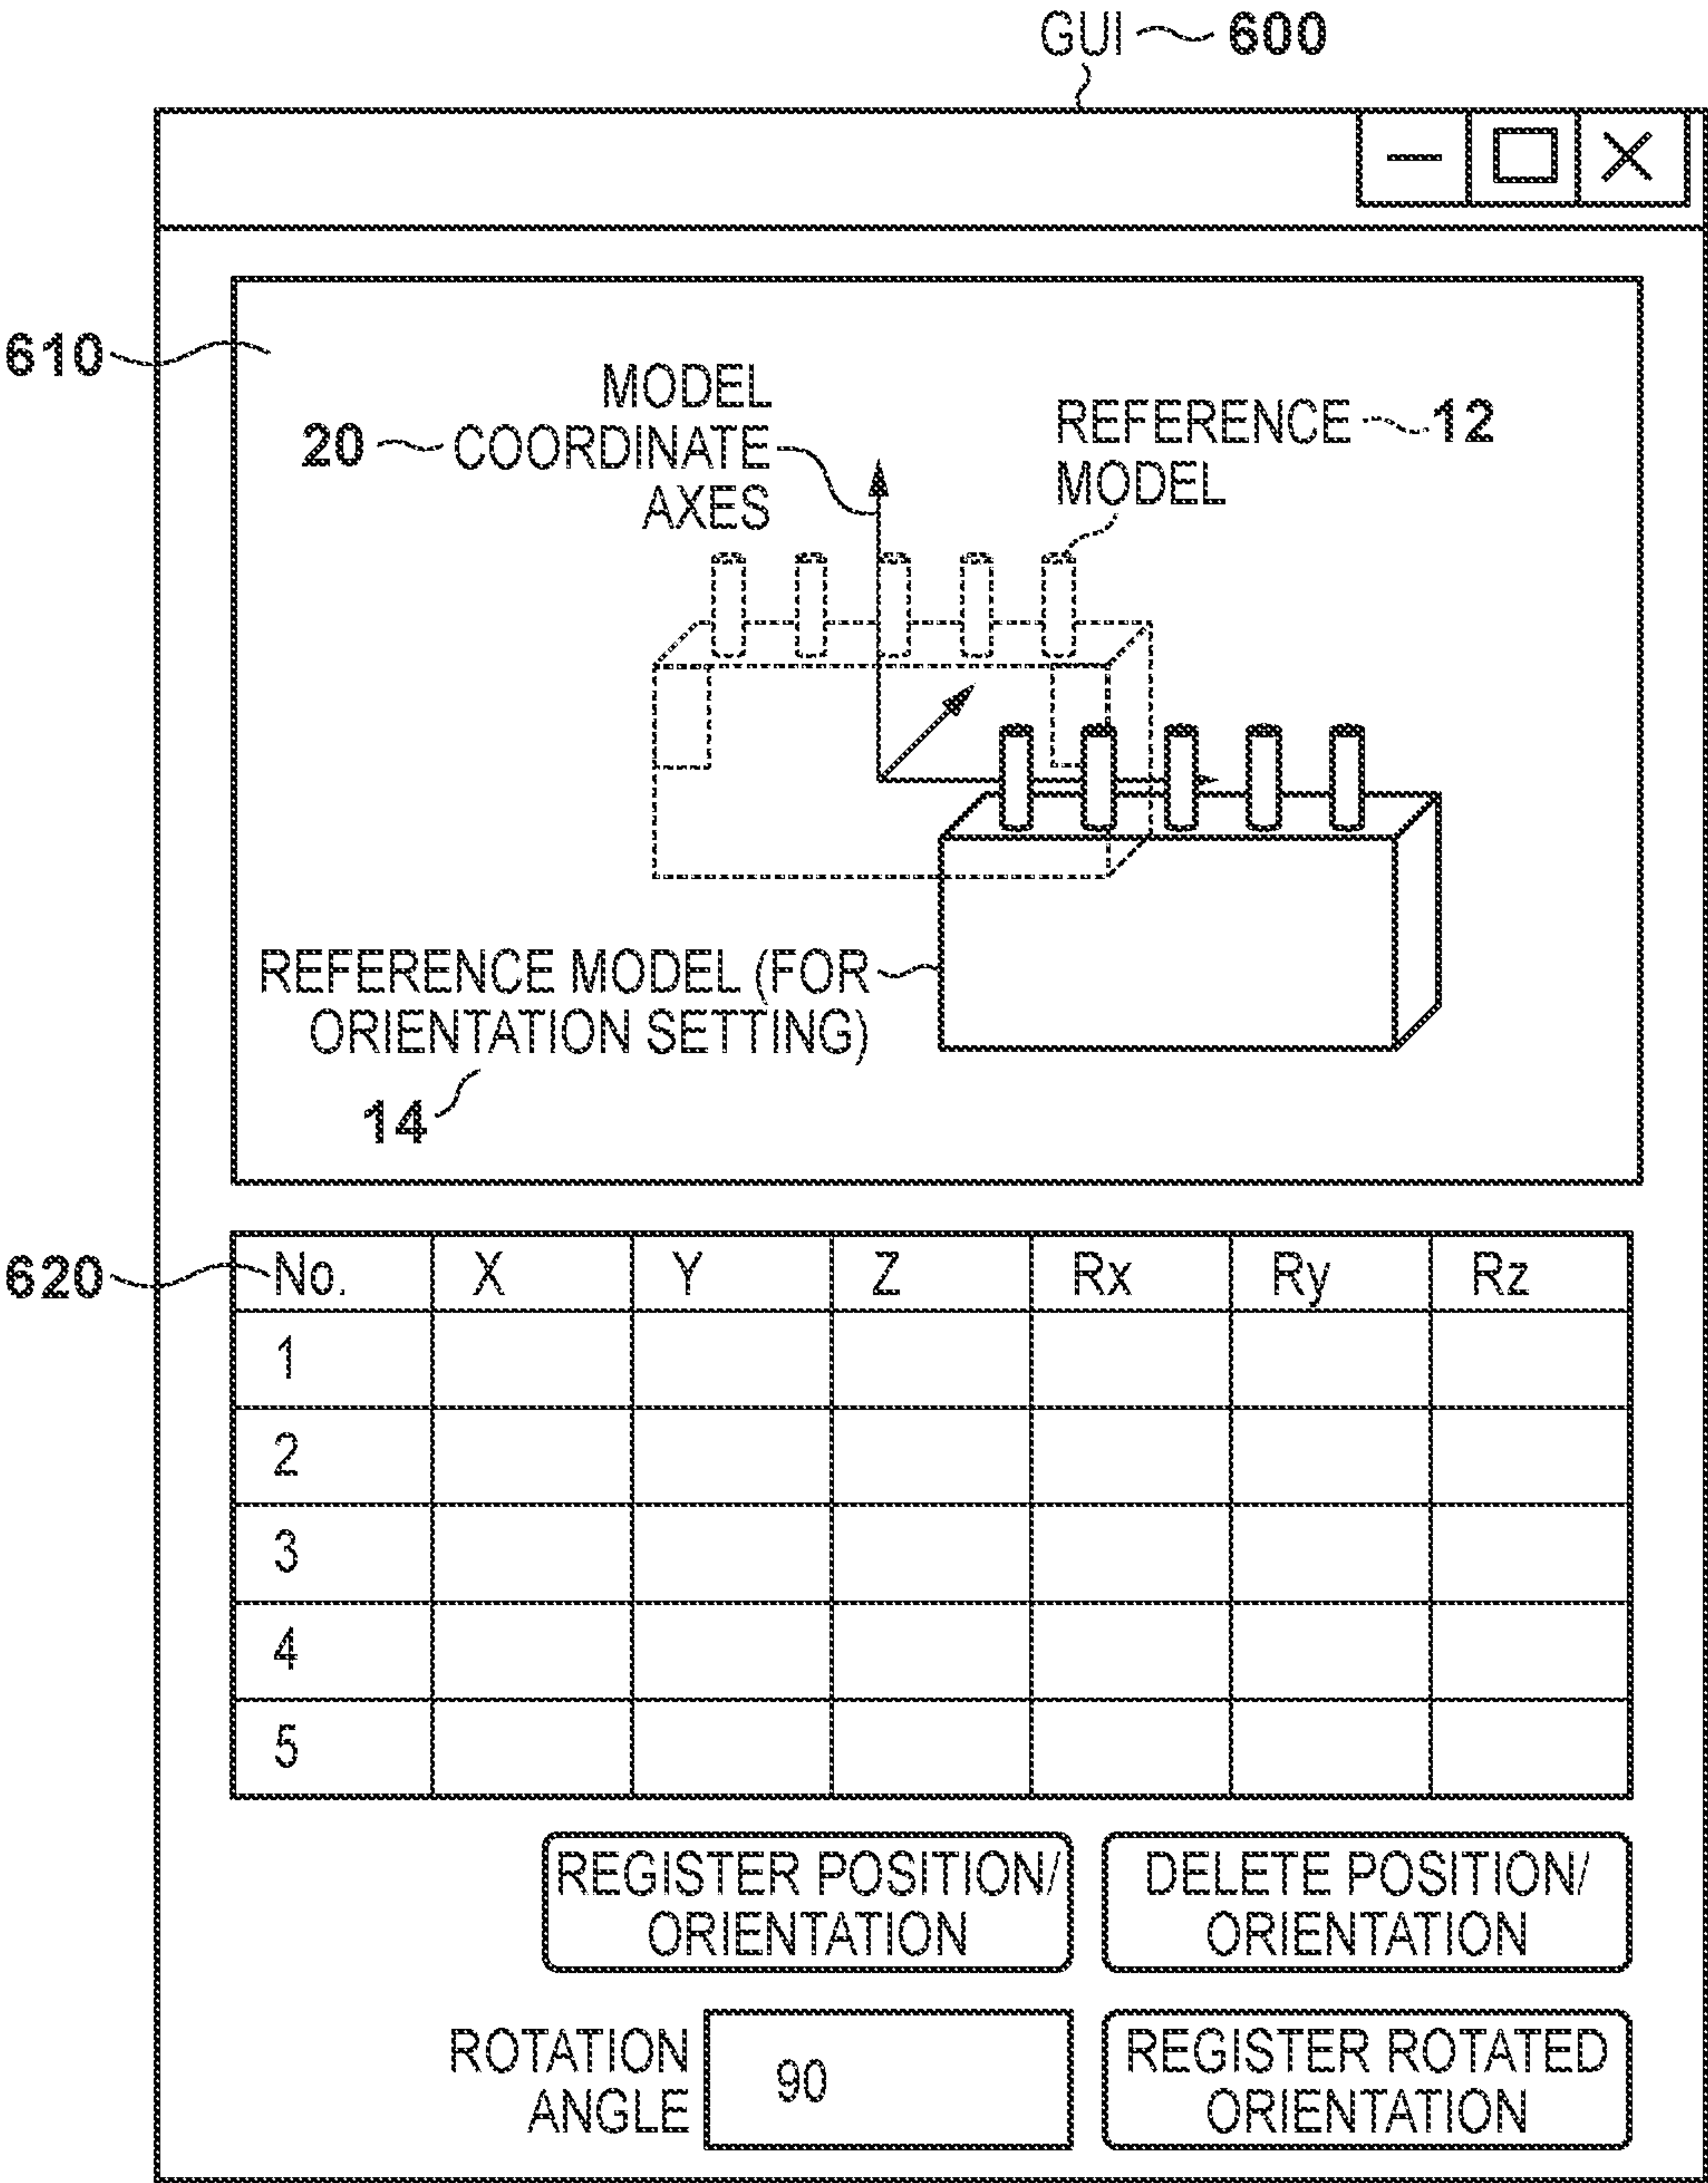 GUI 600
610
MODEL
20 COORDINATE
AXES
REFERENCE 12
MODEL
REFERENCE MODEL (FOR
ORIENTATION SETTING)
14
620
No. X Y Z Rx Ry Rz
1
2
3
4
5
REGISTER POSITION/
ORIENTATION
DELETE POSITION/
ORIENTATION
ROTATION
ANGLE
90
REGISTER ROTATED
ORIENTATION